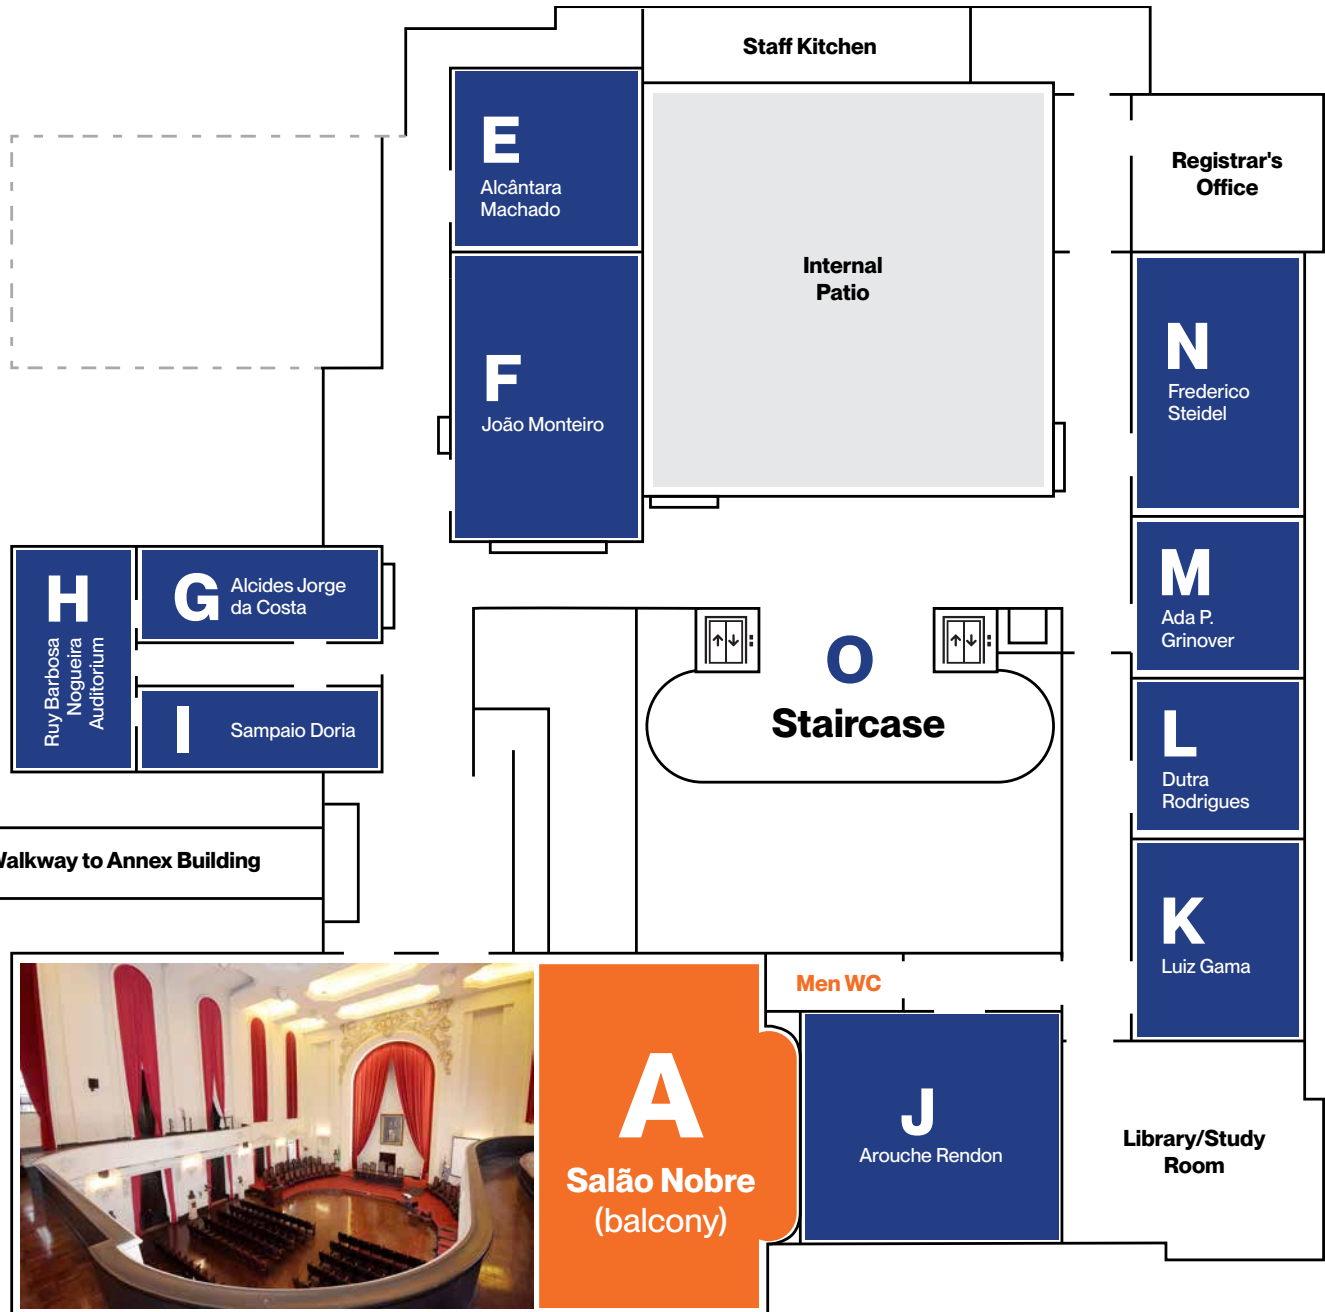 Staff Kitchen
E
Alcântara
Machado
Registrar's
Office
Internal
Patio
F
João Monteiro
N
Frederico
Steidel
H
Ruy Barbosa
Nogueira
Auditorium
G
Alcides Jorge
da Costa
I
Sampaio Doria
O
Staircase
M
Ada P.
Grinover
L
Dutra
Rodrigues
Walkway to Annex Building
K
Luiz Gama
Men WC
A
Salão Nobre
(balcony)
J
Arouche Rendon
Library/Study
Room